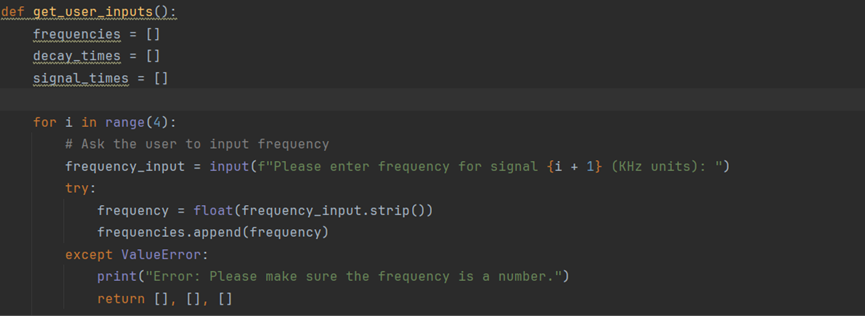 def get_user_inputs():
    frequencies = []
    decay_times = []
    signal_times = []
    for i in range(4):
        # Ask the user to input frequency
        frequency_input = input(f"Please enter frequency for signal {i + 1} (KHz units): ")
        try:
            frequency = float(frequency_input.strip())
            frequencies.append(frequency)
        except ValueError:
            print("Error: Please make sure the frequency is a number.")
            return [], [], []